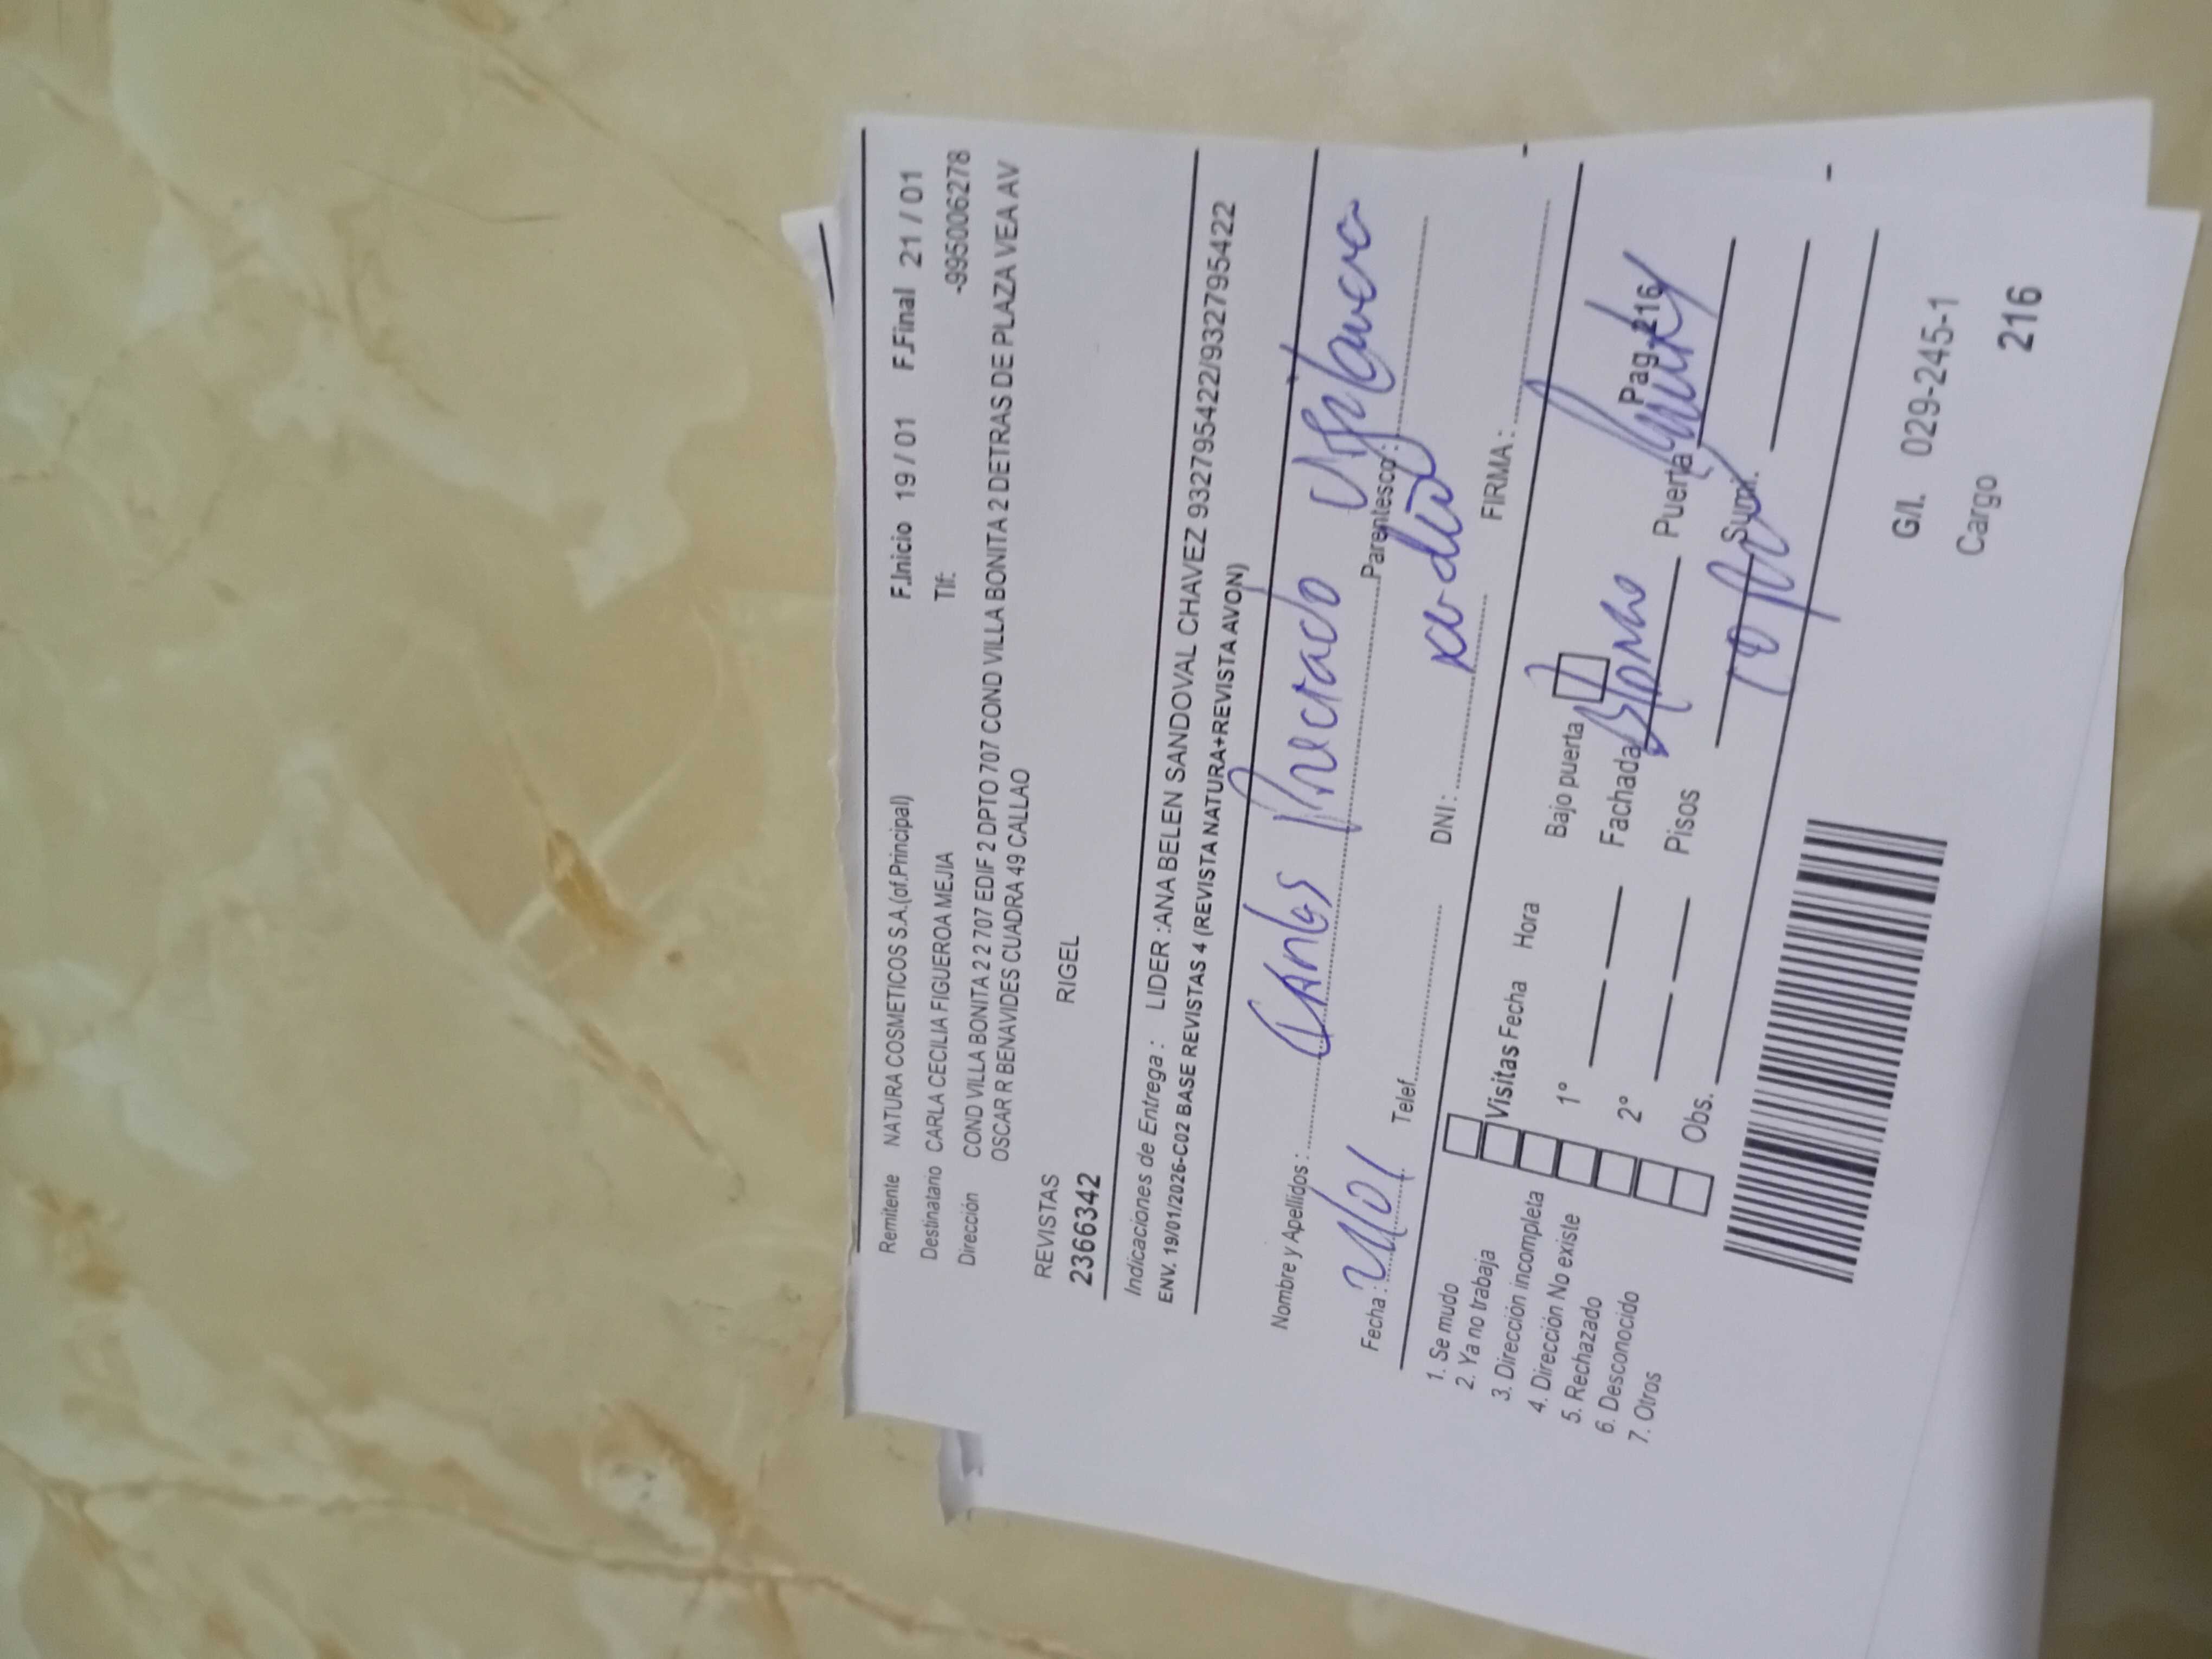 Remitente NATURA COSMETICOS S.A.(of.Principal) F.Inicio 19 / 01 F.Final 21 / 01
Destinatario CARLA CECILIA FIGUEROA MEJIA Tlf: -995006278
Dirección COND VILLA BONITA 2 2 707 EDIF 2 DPTO 707 COND VILLA BONITA 2 DETRAS DE PLAZA VEA AV
OSCAR R BENAVIDES CUADRA 49 CALLAO
REVISTAS RIGEL
2366342
Indicaciones de Entrega : LIDER :ANA BELEN SANDOVAL CHAVEZ 932795422/932795422
ENV. 19/01/2026-C02 BASE REVISTAS 4 (REVISTA NATURA+REVISTA AVON)
Nombre y Apellidos : Carlos
Fecha : Telef. Parentesco :
DNI : FIRMA :
1. Se mudo
2. Ya no trabaja
3. Dirección incompleta
4. Dirección No existe
5. Rechazado
6. Desconocido
7. Otros
Visitas Fecha Hora Bajo puerta
1° Fachada Blanco Puerta Pag. 216
2° Pisos Sumi.
Obs.
G/I. 029-245-1
Cargo 216